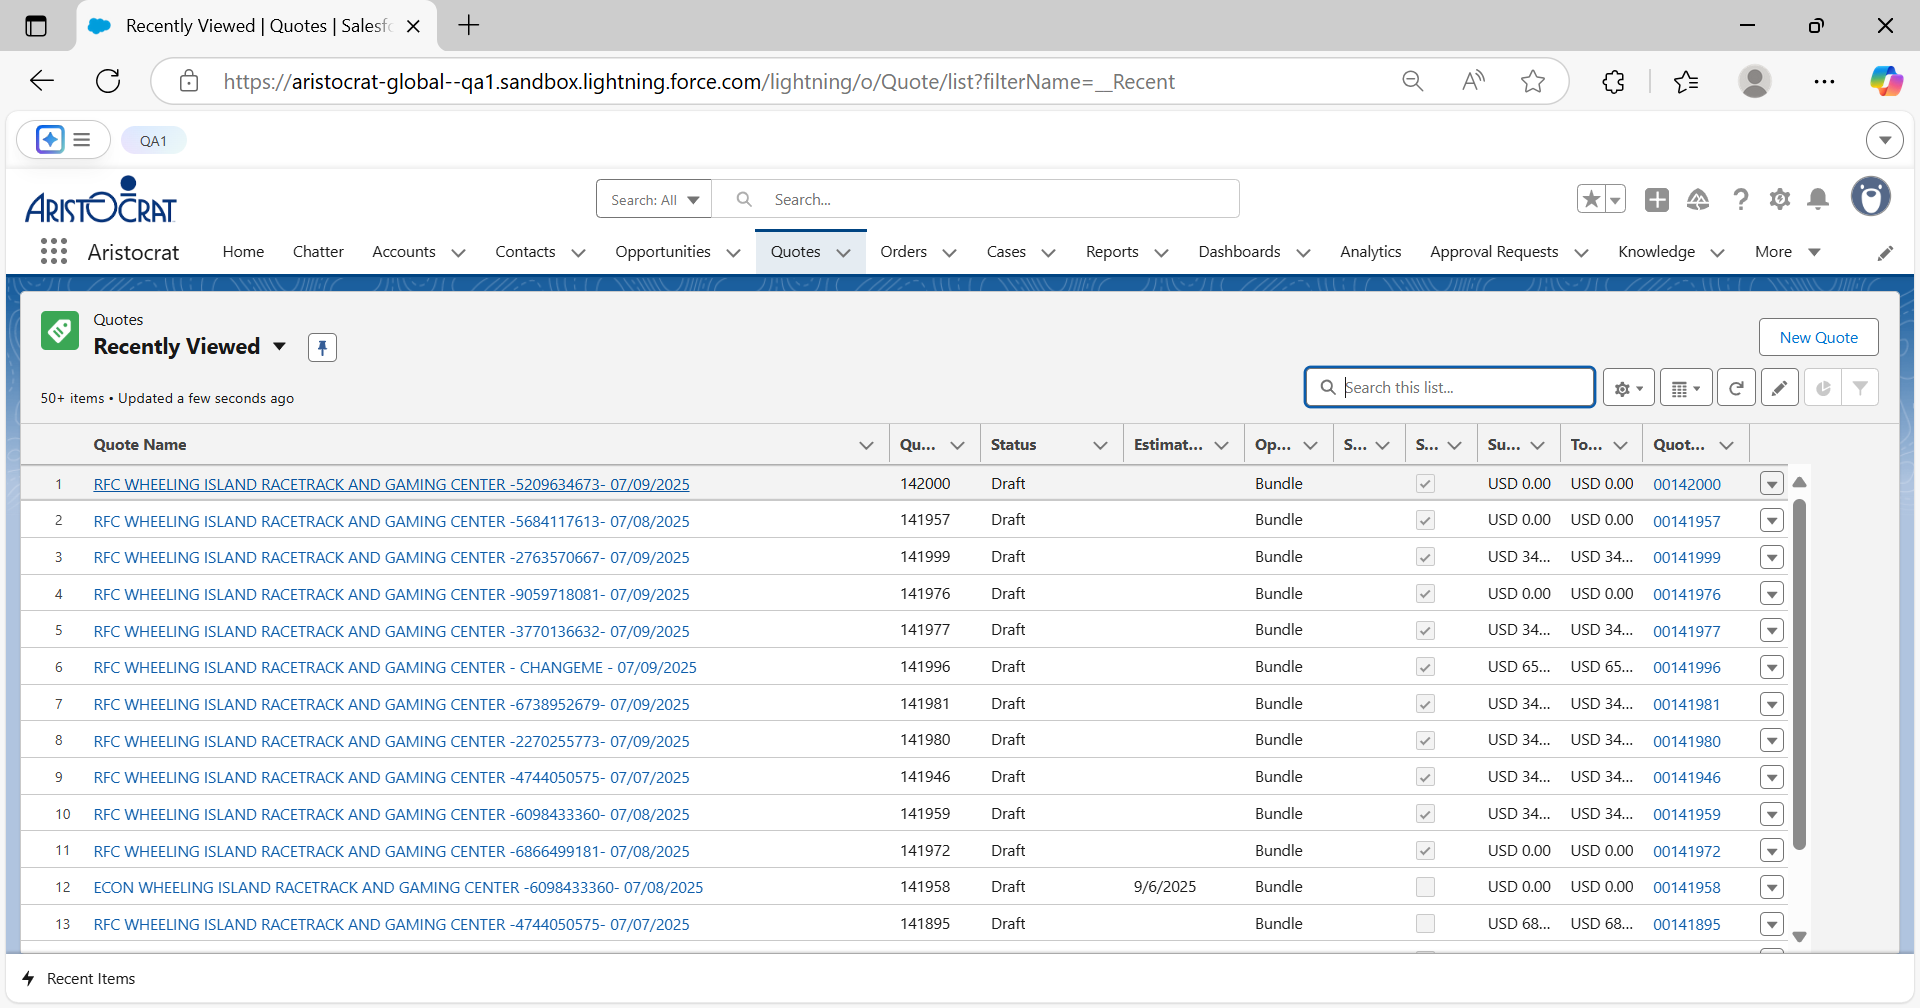 Recently Viewed | Quotes | Salesfo
https://aristocrat-global--qa1.sandbox.lightning.force.com/lightning/o/Quote/list?filterName=__Recent
QA1
ARISTOCRAT
Search: All
Search...
Aristocrat
Home Chatter Accounts Contacts Opportunities Quotes Orders Cases Reports Dashboards Analytics Approval Requests Knowledge More
Quotes
Recently Viewed
New Quote
50+ items • Updated a few seconds ago
Search this list...
Quote Name Qu... Status Estimat... Op... S... S... Su... To... Quot...
1 RFC WHEELING ISLAND RACETRACK AND GAMING CENTER -5209634673- 07/09/2025 142000 Draft Bundle USD 0.00 USD 0.00 00142000
2 RFC WHEELING ISLAND RACETRACK AND GAMING CENTER -5684117613- 07/08/2025 141957 Draft Bundle USD 0.00 USD 0.00 00141957
3 RFC WHEELING ISLAND RACETRACK AND GAMING CENTER -2763570667- 07/09/2025 141999 Draft Bundle USD 34... USD 34... 00141999
4 RFC WHEELING ISLAND RACETRACK AND GAMING CENTER -9059718081- 07/09/2025 141976 Draft Bundle USD 0.00 USD 0.00 00141976
5 RFC WHEELING ISLAND RACETRACK AND GAMING CENTER -3770136632- 07/09/2025 141977 Draft Bundle USD 34... USD 34... 00141977
6 RFC WHEELING ISLAND RACETRACK AND GAMING CENTER - CHANGEME - 07/09/2025 141996 Draft Bundle USD 65... USD 65... 00141996
7 RFC WHEELING ISLAND RACETRACK AND GAMING CENTER -6738952679- 07/09/2025 141981 Draft Bundle USD 34... USD 34... 00141981
8 RFC WHEELING ISLAND RACETRACK AND GAMING CENTER -2270255773- 07/09/2025 141980 Draft Bundle USD 34... USD 34... 00141980
9 RFC WHEELING ISLAND RACETRACK AND GAMING CENTER -4744050575- 07/07/2025 141946 Draft Bundle USD 34... USD 34... 00141946
10 RFC WHEELING ISLAND RACETRACK AND GAMING CENTER -6098433360- 07/08/2025 141959 Draft Bundle USD 34... USD 34... 00141959
11 RFC WHEELING ISLAND RACETRACK AND GAMING CENTER -6866499181- 07/08/2025 141972 Draft Bundle USD 0.00 USD 0.00 00141972
12 ECON WHEELING ISLAND RACETRACK AND GAMING CENTER -6098433360- 07/08/2025 141958 Draft 9/6/2025 Bundle USD 0.00 USD 0.00 00141958
13 RFC WHEELING ISLAND RACETRACK AND GAMING CENTER -4744050575- 07/07/2025 141895 Draft Bundle USD 68... USD 68... 00141895
Recent Items